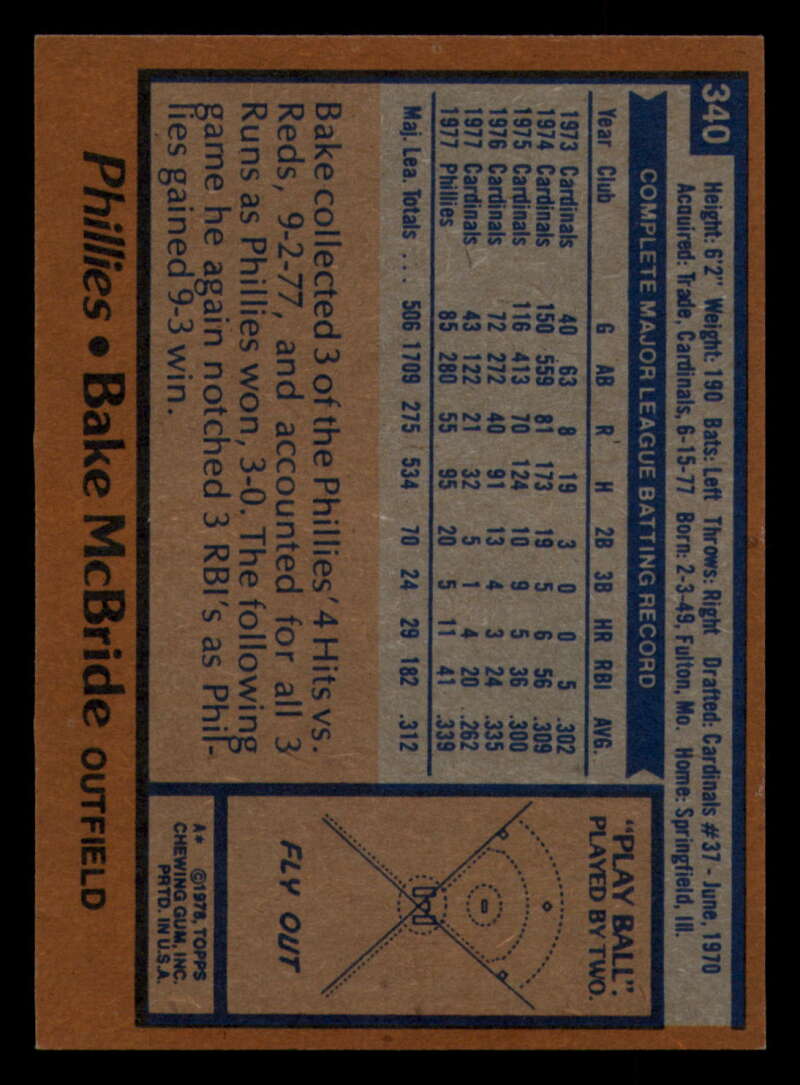 340
Height: 6'2" Weight: 190 Bats: Left Throws: Right Drafted: Cardinals #37 - June, 1970
Acquired: Trade, Cardinals, 6-15-77 Born: 2-3-49, Fulton, Mo. Home: Springfield, Ill.
COMPLETE MAJOR LEAGUE BATTING RECORD
Year Club G AB R H 2B 3B HR RBI AVG.
1973 Cardinals 40 63 8 19 3 0 0 5 .302
1974 Cardinals 150 559 81 173 19 5 6 56 .309
1975 Cardinals 116 413 70 124 10 9 5 36 .300
1976 Cardinals 72 272 40 91 13 4 3 24 .335
1977 Cardinals 43 122 21 32 5 1 4 20 .262
1977 Phillies 85 280 55 95 20 5 11 41 .339
Maj. Lea. Totals . . . 506 1709 275 534 70 24 29 182 .312
Bake collected 3 of the Phillies' 4 Hits vs.
Reds, 9-2-77, and accounted for all 3
Runs as Phillies won, 3-0. The following
game he again notched 3 RBI's as Phil-
lies gained 9-3 win.
"PLAY BALL":
PLAYED BY TWO.
FLY OUT
A* ©1978, TOPPS
CHEWING GUM, INC.
PRTD. IN U.S.A.
Phillies • Bake McBride OUTFIELD